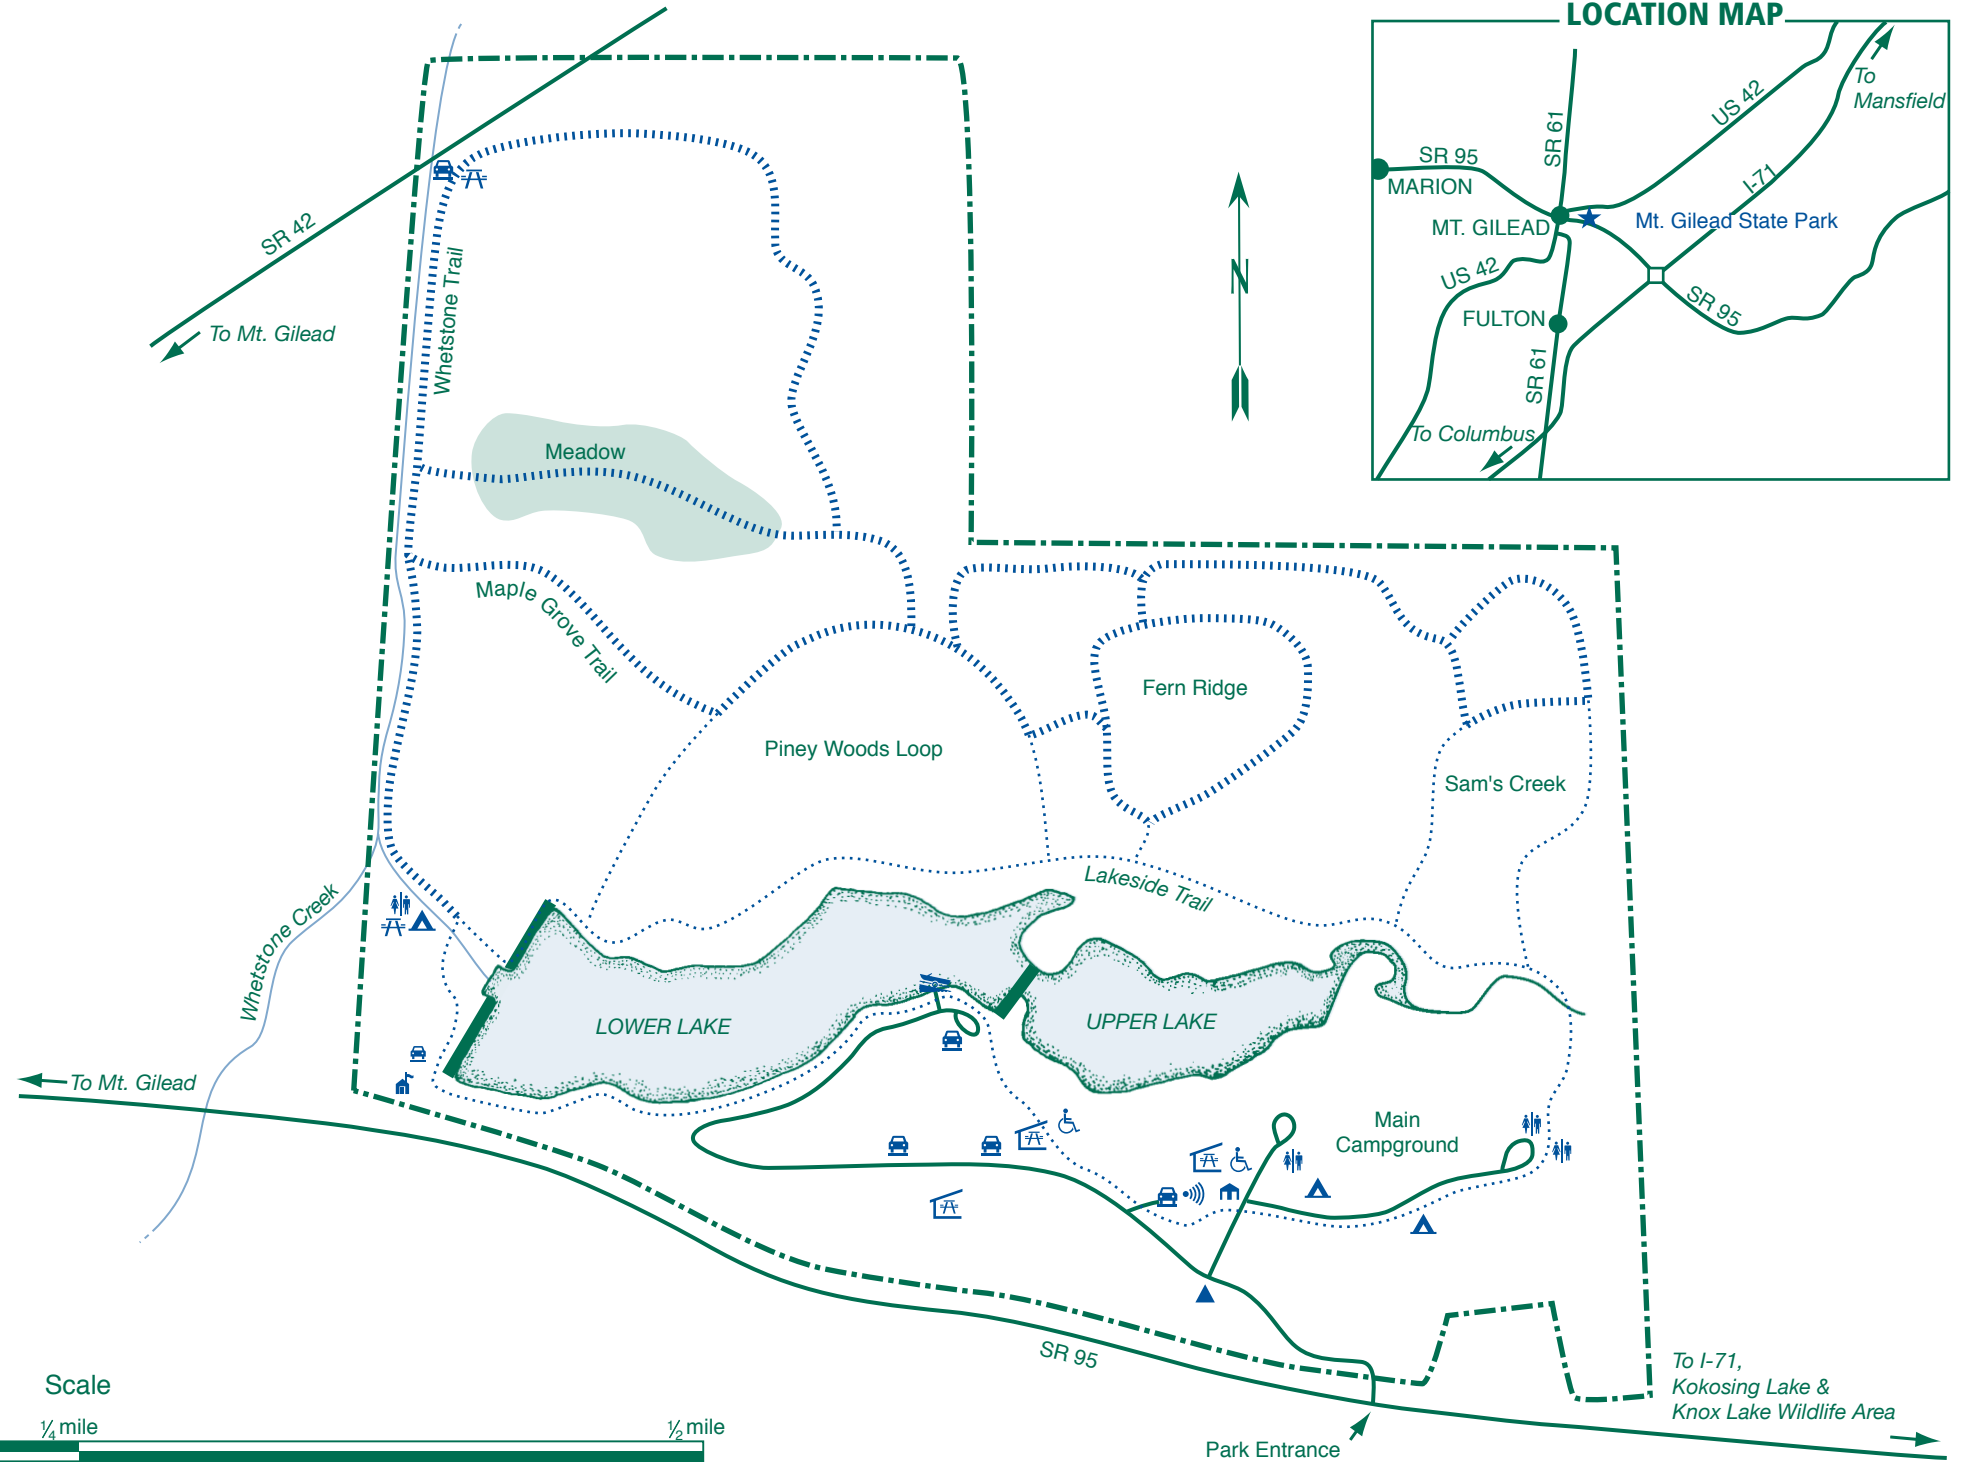 LOCATION MAP
To
Mansfield
US 42
SR 61
SR 95
MARION
I-71
MT. GILEAD
Mt. Gilead State Park
US 42
SR 95
FULTON
SR 61
To Columbus
SR 42
To Mt. Gilead
Whetstone Trail
N
Meadow
Maple Grove Trail
Fern Ridge
Piney Woods Loop
Sam's Creek
Lakeside Trail
Whetstone Creek
LOWER LAKE
UPPER LAKE
To Mt. Gilead
Main
Campground
SR 95
To I-71,
Kokosing Lake &
Knox Lake Wildlife Area
Park Entrance
Scale
¼ mile
½ mile